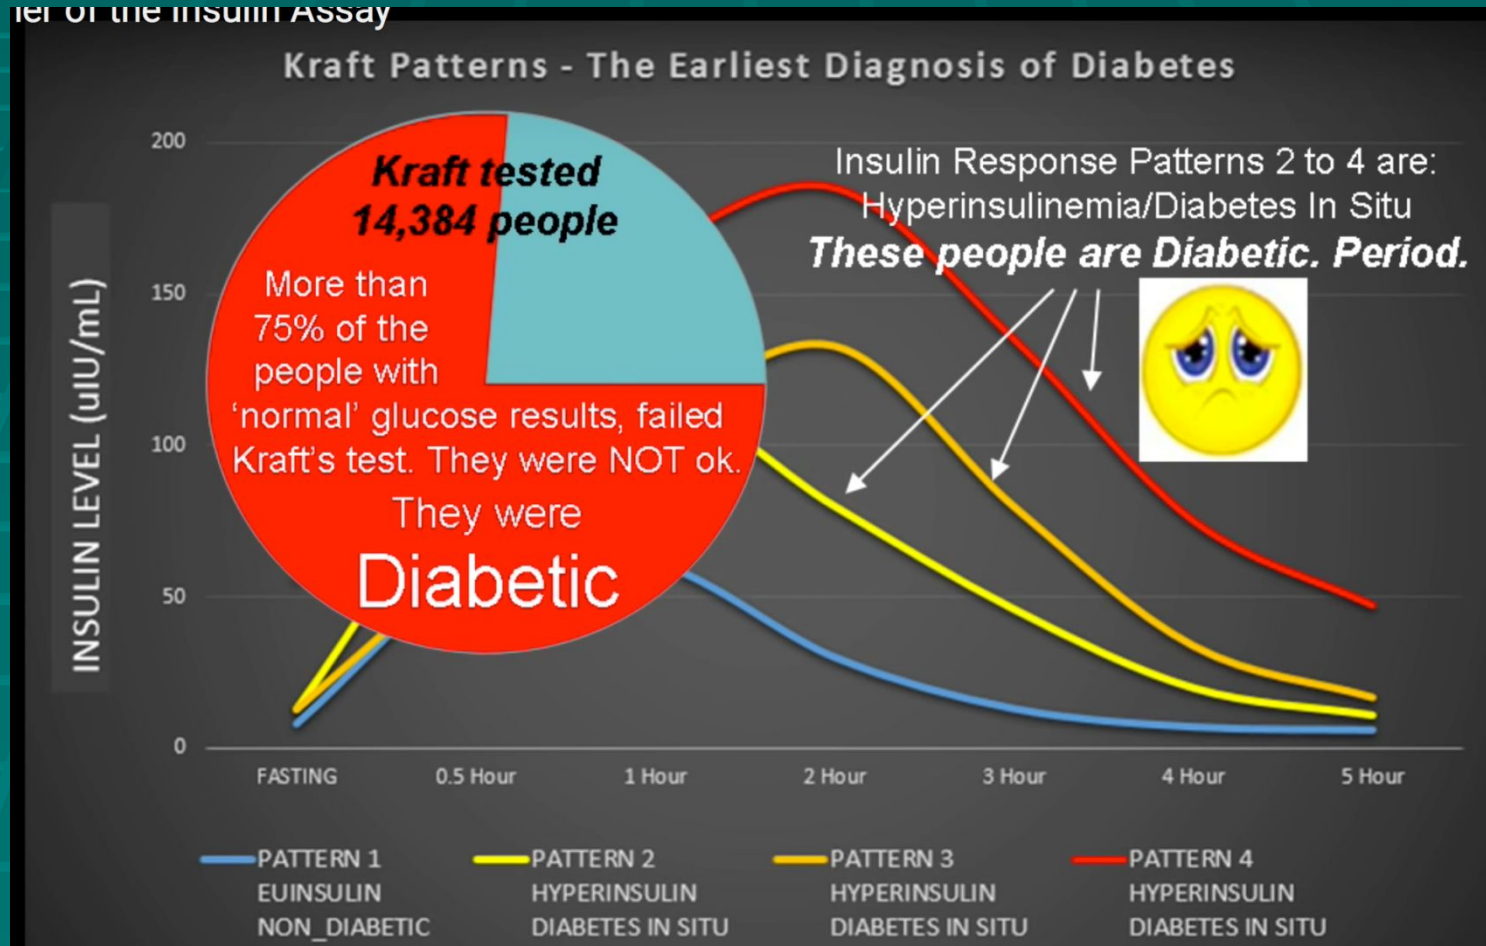 of the Insulin Assay
Kraft Patterns - The Earliest Diagnosis of Diabetes
200
150
100
50
0
INSULIN LEVEL (uIU/mL)
Kraft tested
14,384 people
More than
75% of the
people with
‘normal’ glucose results, failed
Kraft’s test. They were NOT ok.
They were
Diabetic
Insulin Response Patterns 2 to 4 are:
Hyperinsulinemia/Diabetes In Situ
These people are Diabetic. Period.
FASTING 0.5 Hour 1 Hour 2 Hour 3 Hour 4 Hour 5 Hour
PATTERN 1
EUINSULIN
NON_DIABETIC
PATTERN 2
HYPERINSULIN
DIABETES IN SITU
PATTERN 3
HYPERINSULIN
DIABETES IN SITU
PATTERN 4
HYPERINSULIN
DIABETES IN SITU